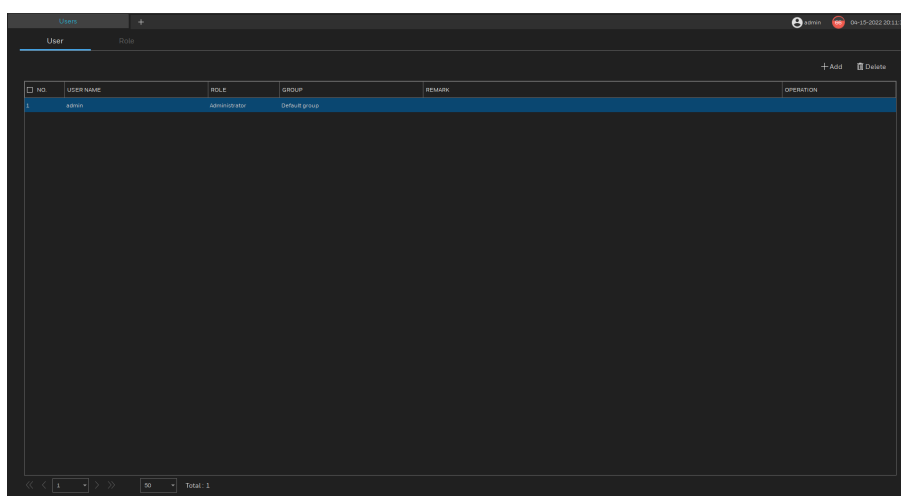 Users + admin 04-15-2022 20:11:
User Role
+ Add Delete
NO. USER NAME ROLE GROUP REMARK OPERATION
1 admin Administrator Default group
1 50 Total : 1